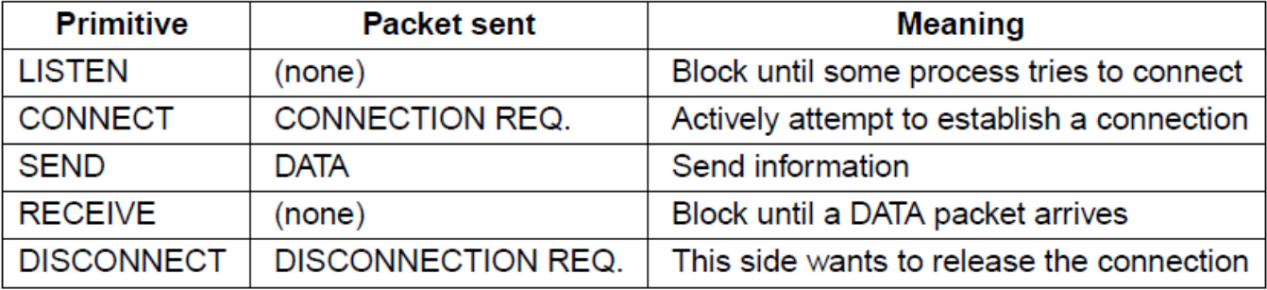 Primitive Packet sent Meaning
LISTEN (none) Block until some process tries to connect
CONNECT CONNECTION REQ. Actively attempt to establish a connection
SEND DATA Send information
RECEIVE (none) Block until a DATA packet arrives
DISCONNECT DISCONNECTION REQ. This side wants to release the connection